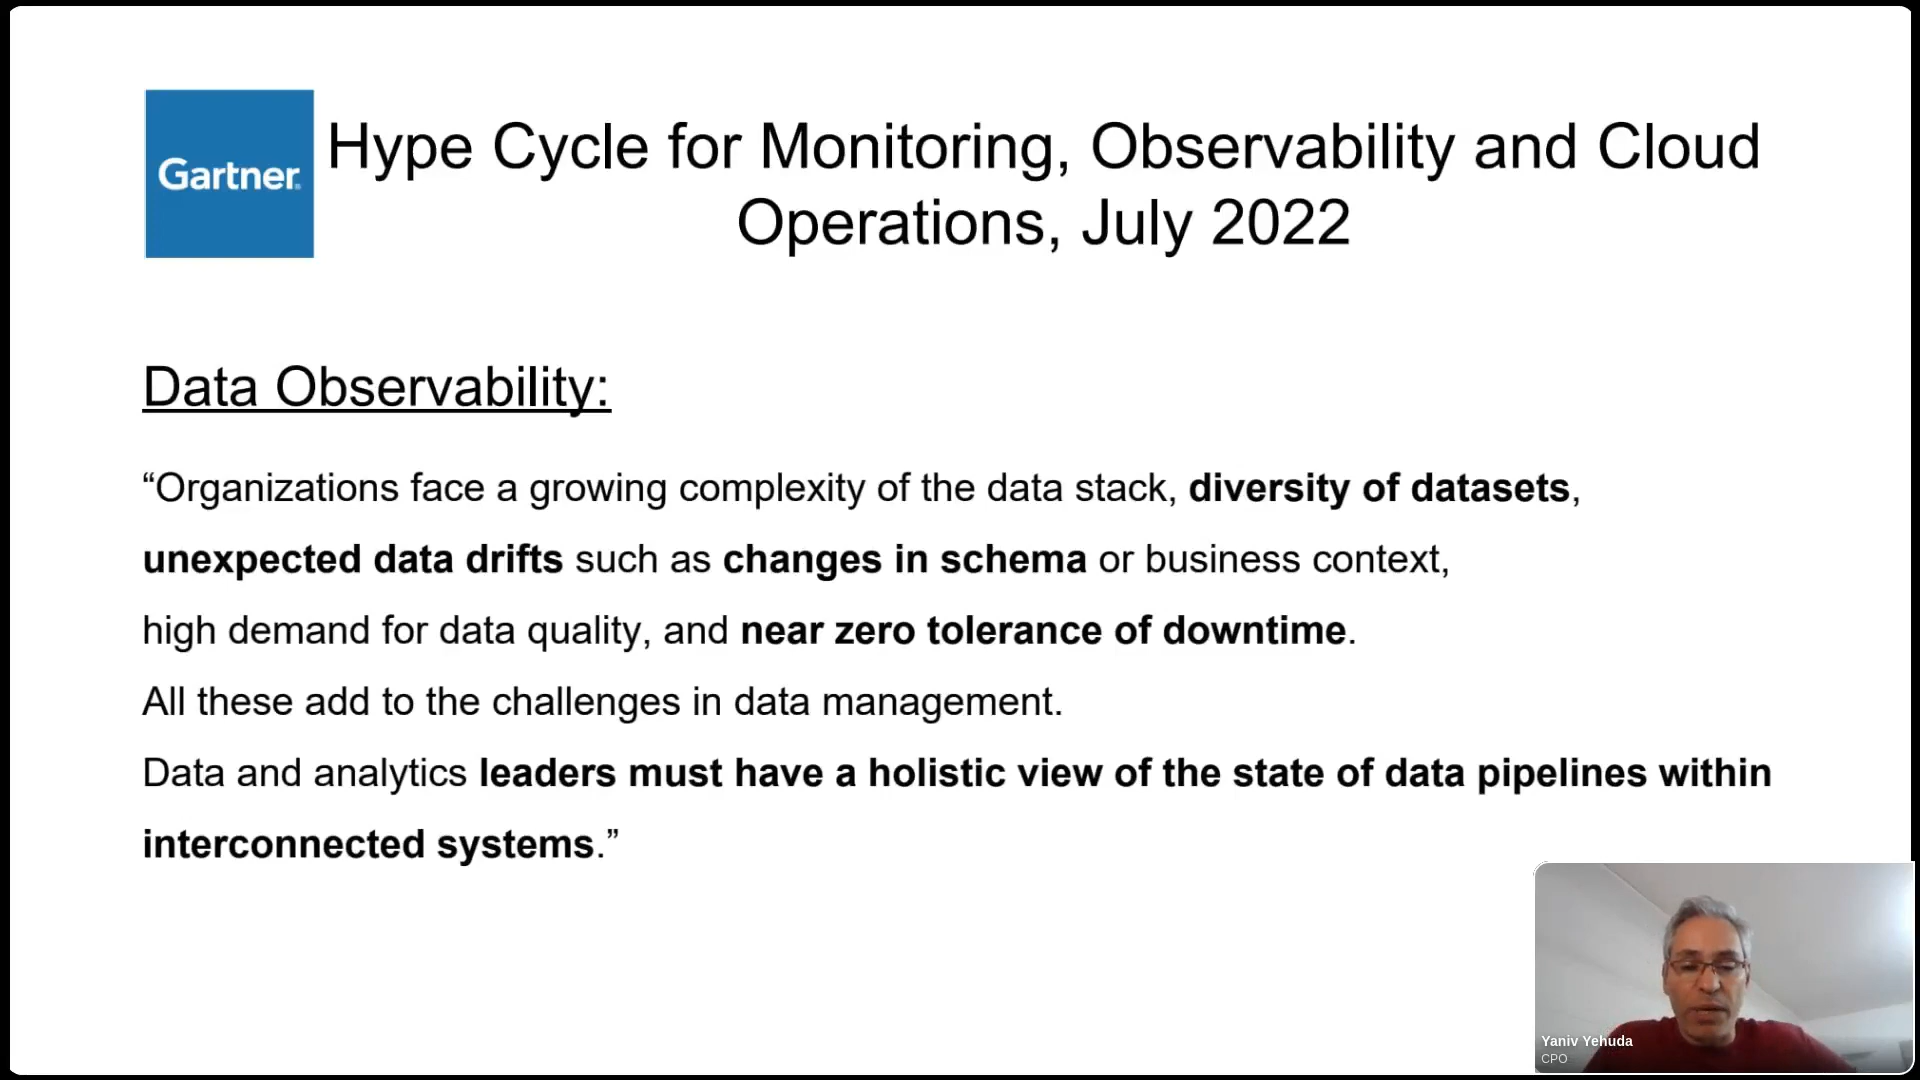 Gartner
Hype Cycle for Monitoring, Observability and Cloud
Operations, July 2022
Data Observability:
“Organizations face a growing complexity of the data stack, diversity of datasets,
unexpected data drifts such as changes in schema or business context,
high demand for data quality, and near zero tolerance of downtime.
All these add to the challenges in data management.
Data and analytics leaders must have a holistic view of the state of data pipelines within
interconnected systems.”
Yaniv Yehuda
CPO